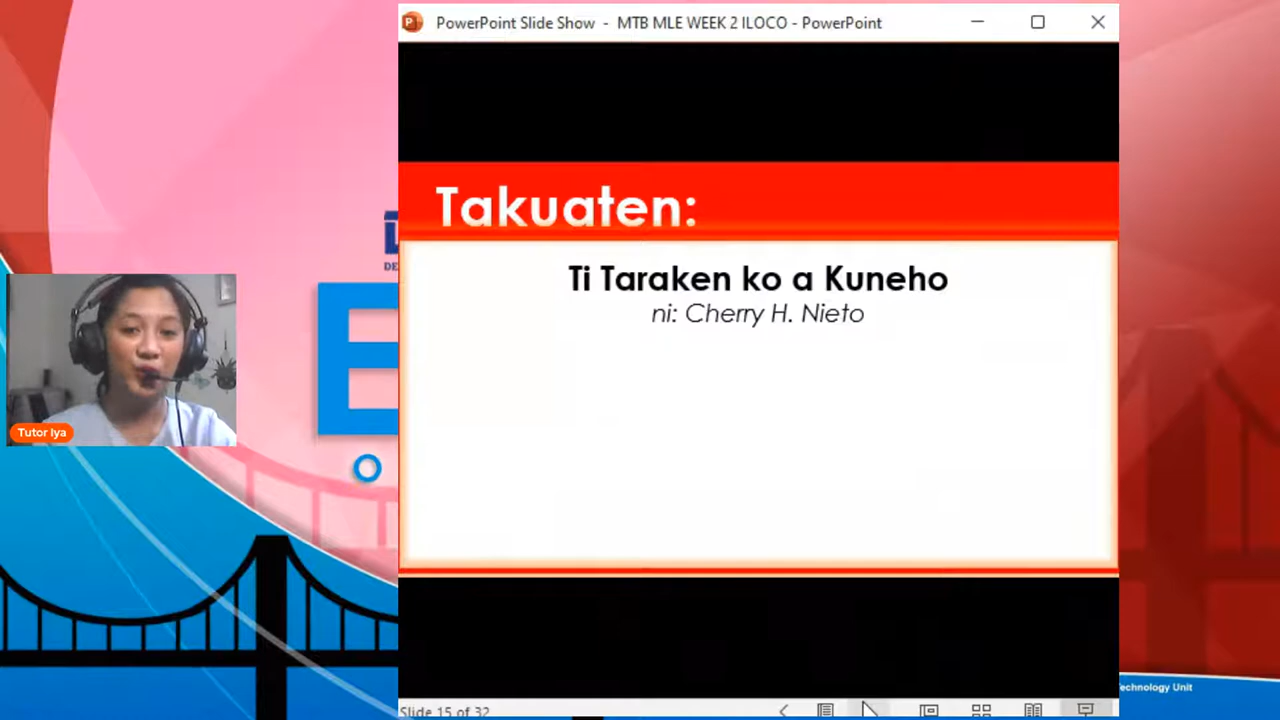 PowerPoint Slide Show - MTB MLE WEEK 2 ILOCO - PowerPoint
Takuaten:
Ti Taraken ko a Kuneho
ni: Cherry H. Nieto
DE
E
Tutor Iya
Technology Unit
Slide 15 of 32